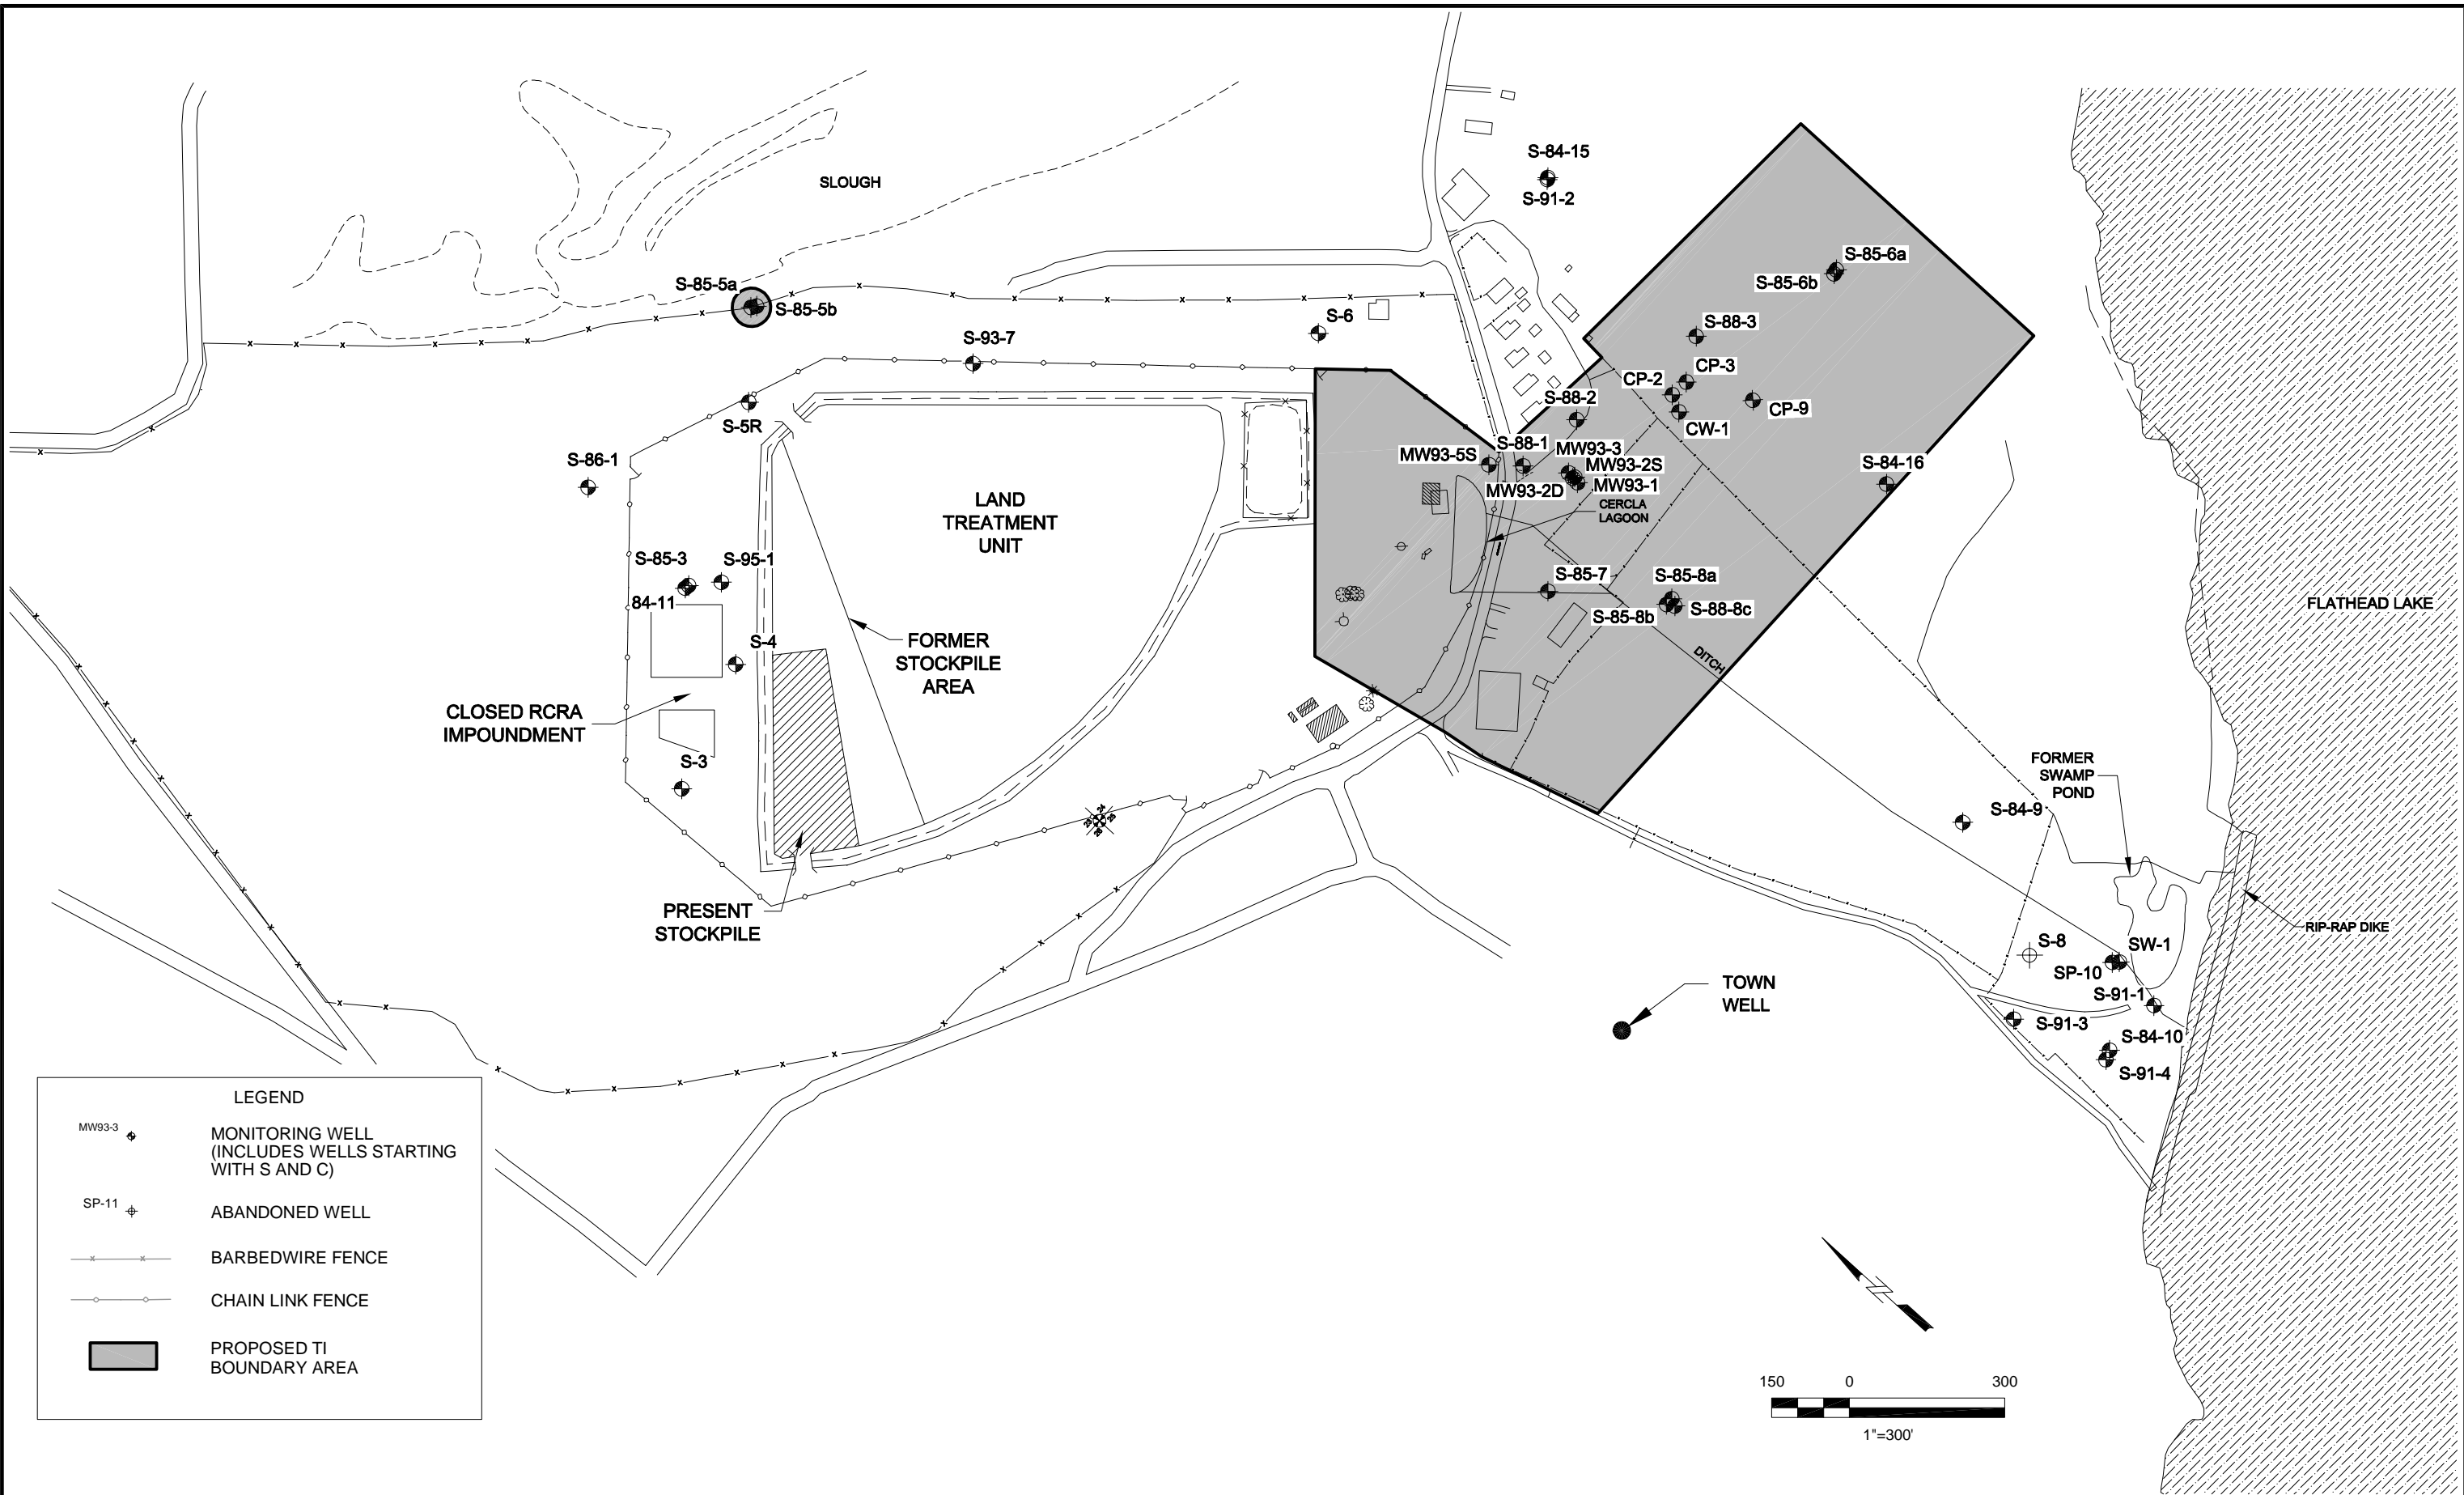 S-84-15
S-91-2
SLOUGH
S-85-6a
S-85-6b
S-85-5a
S-85-5b
S-6
S-88-3
S-93-7
CP-3
CP-2
S-88-2
CP-9
CW-1
S-5R
S-88-1
MW93-3
MW93-5S
MW93-2S
S-86-1
S-84-16
MW93-1
MW93-2D
LAND
TREATMENT
UNIT
CERCLA
LAGOON
S-85-3
S-95-1
S-85-7
S-85-8a
84-11
FLATHEAD LAKE
S-88-8c
S-85-8b
S-4
FORMER
STOCKPILE
AREA
DITCH
CLOSED RCRA
IMPOUNDMENT
S-3
FORMER
SWAMP
POND
S-84-9
24
23
25
26
PRESENT
STOCKPILE
RIP-RAP DIKE
S-8
SW-1
SP-10
TOWN
WELL
S-91-1
S-91-3
S-84-10
S-91-4
LEGEND
MW93-3
MONITORING WELL
(INCLUDES WELLS STARTING
WITH S AND C)
SP-11
ABANDONED WELL
BARBEDWIRE FENCE
CHAIN LINK FENCE
PROPOSED TI
BOUNDARY AREA
N
150 0 300
1"=300'